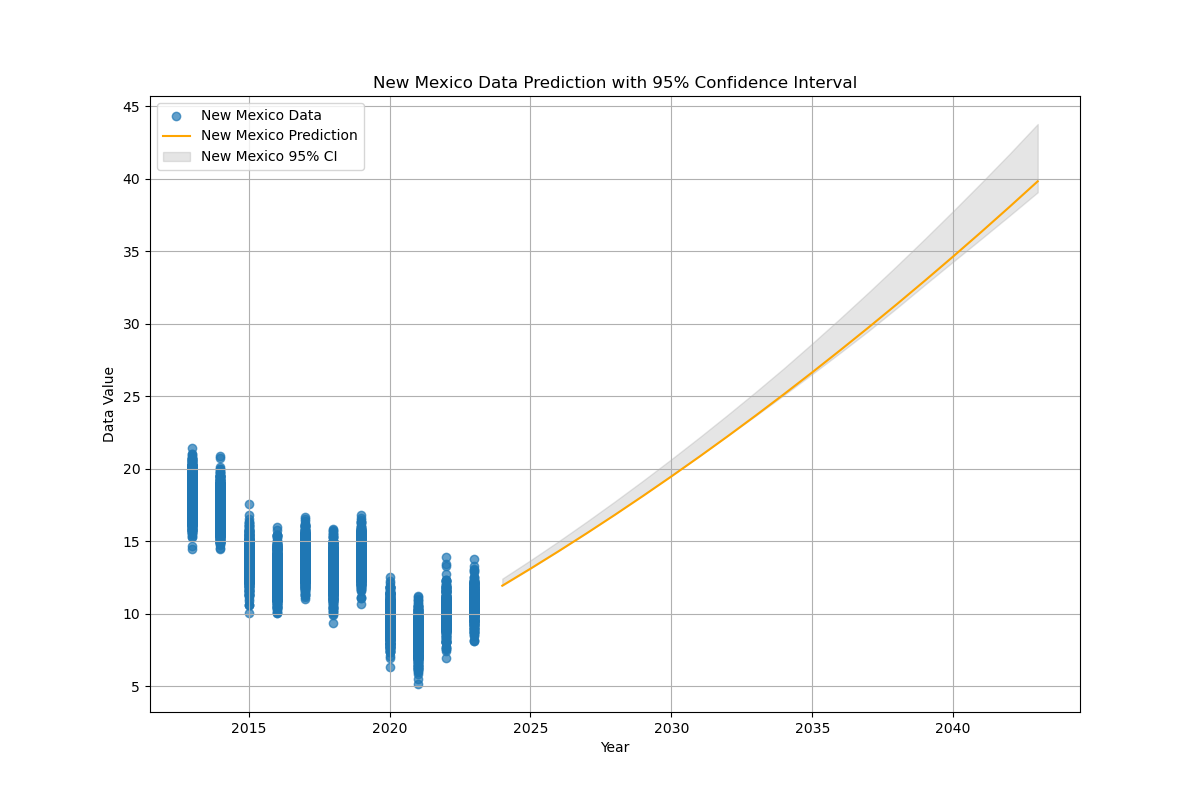 New Mexico Data Prediction with 95% Confidence Interval
New Mexico Data
New Mexico Prediction
New Mexico 95% CI
45
40
35
30
25
20
15
10
5
Data Value
2015 2020 2025 2030 2035 2040
Year